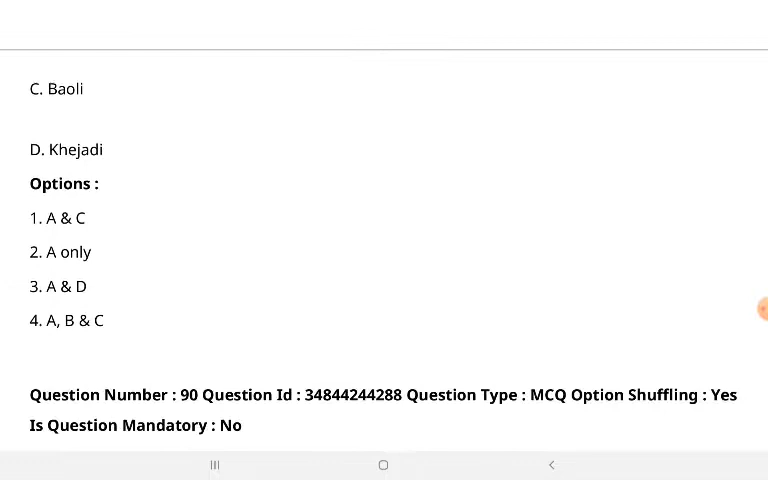 C. Baoli
D. Khejadi
Options :
1. A & C
2. A only
3. A & D
4. A, B & C
Question Number : 90 Question Id : 34844244288 Question Type : MCQ Option Shuffling : Yes
Is Question Mandatory : No